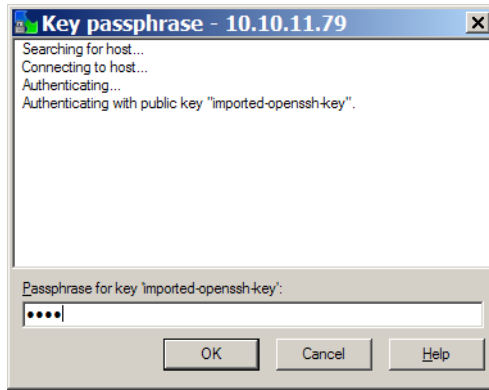 Key passphrase - 10.10.11.79
Searching for host...
Connecting to host...
Authenticating...
Authenticating with public key "imported-openssh-key".
Passphrase for key 'imported-openssh-key':
●●●●
OK
Cancel
Help